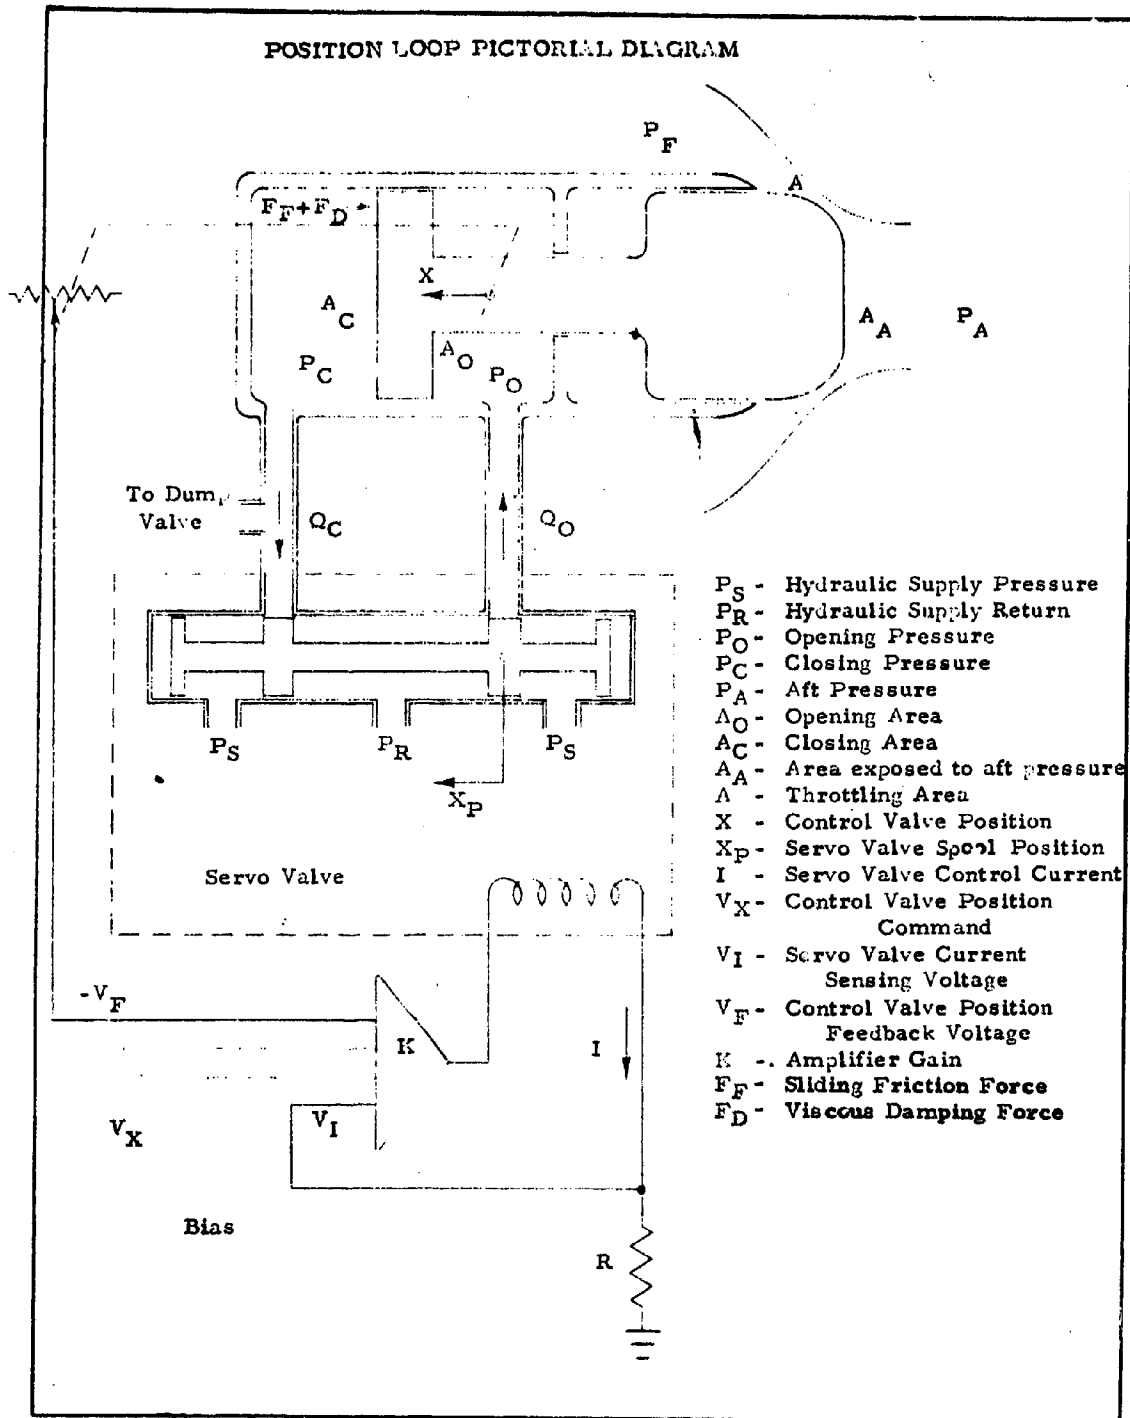 POSITION LOOP PICTORIAL DIAGRAM
P_F
A
F_F + F_D
X
A_C
A_A
P_A
A_O
P_C
P_O
To Dump
Valve
Q_C
Q_O
P_S
P_R
P_S
X_P
Servo Valve
P_S - Hydraulic Supply Pressure
P_R - Hydraulic Supply Return
P_O - Opening Pressure
P_C - Closing Pressure
P_A - Aft Pressure
A_O - Opening Area
A_C - Closing Area
A_A - Area exposed to aft pressure
A - Throttling Area
X - Control Valve Position
X_P - Servo Valve Spool Position
I - Servo Valve Control Current
V_X - Control Valve Position
Command
V_I - Servo Valve Current
Sensing Voltage
V_F - Control Valve Position
Feedback Voltage
K - Amplifier Gain
F_F - Sliding Friction Force
F_D - Viscous Damping Force
-V_F
K
I
V_X
V_I
Bias
R